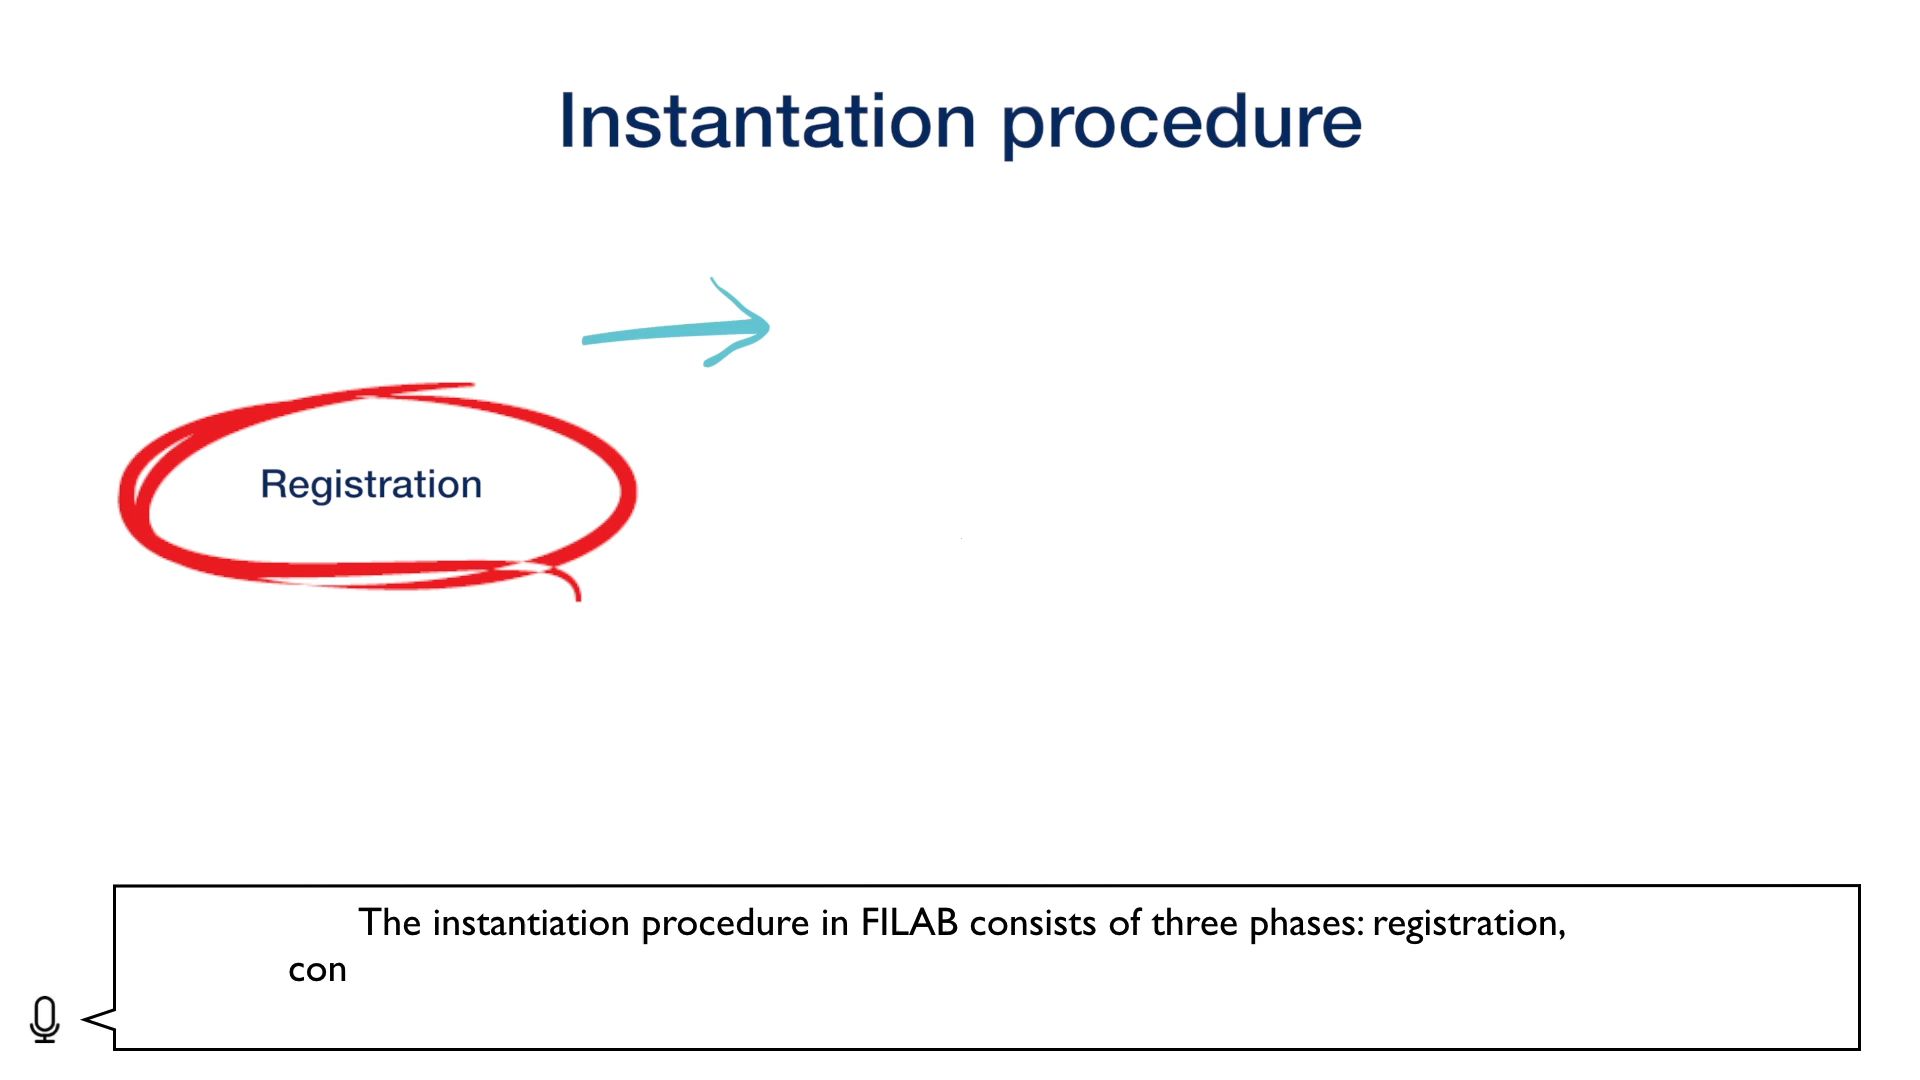 Instantation procedure
Registration
The instantiation procedure in FILAB consists of three phases: registration,
con